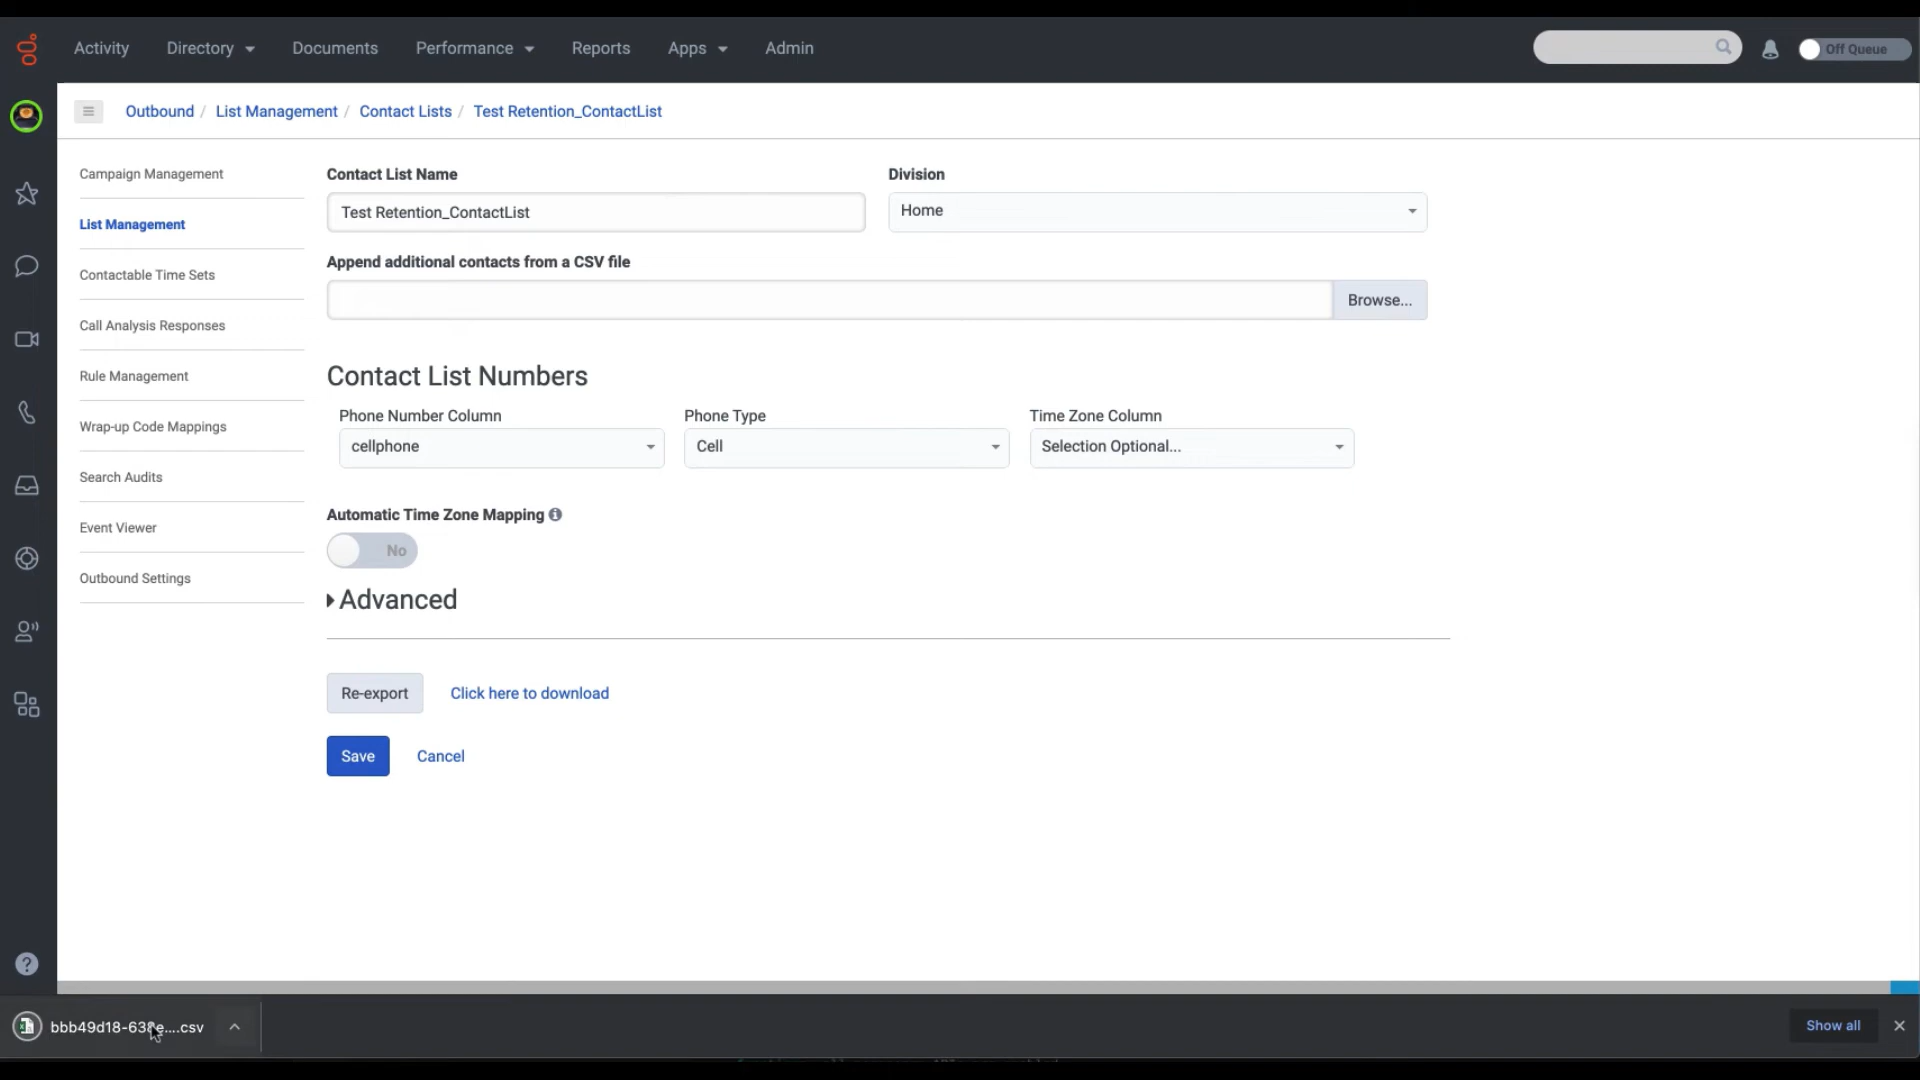 Activity Directory Documents Performance Reports Apps Admin Off Queue
Outbound / List Management / Contact Lists / Test Retention_ContactList
Campaign Management
List Management
Contactable Time Sets
Call Analysis Responses
Rule Management
Wrap-up Code Mappings
Search Audits
Event Viewer
Outbound Settings
Contact List Name Division
Test Retention_ContactList Home
Append additional contacts from a CSV file
Browse...
Contact List Numbers
Phone Number Column Phone Type Time Zone Column
cellphone Cell Selection Optional...
Automatic Time Zone Mapping
No
Advanced
Re-export Click here to download
Save Cancel
bbb49d18-638e....csv Show all